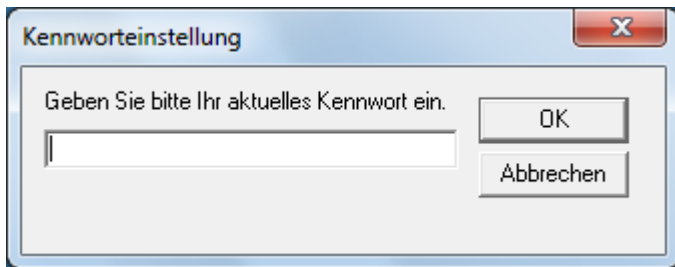 Kennworteinstellung
Geben Sie bitte Ihr aktuelles Kennwort ein.
OK
Abbrechen